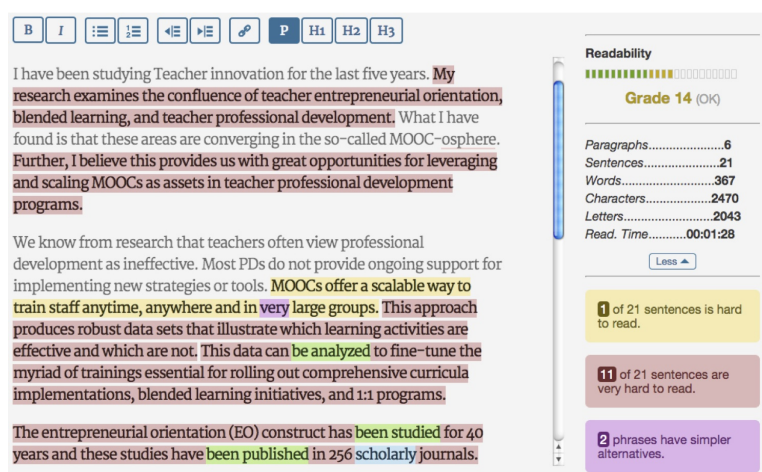 B I P H1 H2 H3
I have been studying Teacher innovation for the last five years. My
research examines the confluence of teacher entrepreneurial orientation,
blended learning, and teacher professional development. What I have
found is that these areas are converging in the so-called MOOC-osphere.
Further, I believe this provides us with great opportunities for leveraging
and scaling MOOCs as assets in teacher professional development
programs.
We know from research that teachers often view professional
development as ineffective. Most PDs do not provide ongoing support for
implementing new strategies or tools. MOOCs offer a scalable way to
train staff anytime, anywhere and in very large groups. This approach
produces robust data sets that illustrate which learning activities are
effective and which are not. This data can be analyzed to fine-tune the
myriad of trainings essential for rolling out comprehensive curricula
implementations, blended learning initiatives, and 1:1 programs.
The entrepreneurial orientation (EO) construct has been studied for 40
years and these studies have been published in 256 scholarly journals.
Readability
Grade 14 (OK)
Paragraphs.......................6
Sentences.......................21
Words...........................367
Characters...................2470
Letters..........................2043
Read. Time..........00:01:28
Less
1 of 21 sentences is hard
to read.
11 of 21 sentences are
very hard to read.
2 phrases have simpler
alternatives.